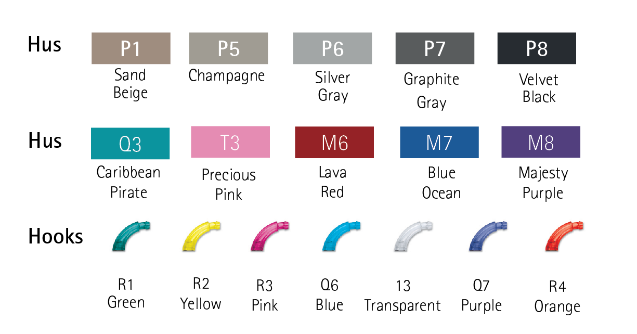 Hus P1 P5 P6 P7 P8
Sand Beige Champagne Silver Gray Graphite Gray Velvet Black
Hus Q3 T3 M6 M7 M8
Caribbean Pirate Precious Pink Lava Red Blue Ocean Majesty Purple
Hooks
R1 R2 R3 Q6 13 Q7 R4
Green Yellow Pink Blue Transparent Purple Orange